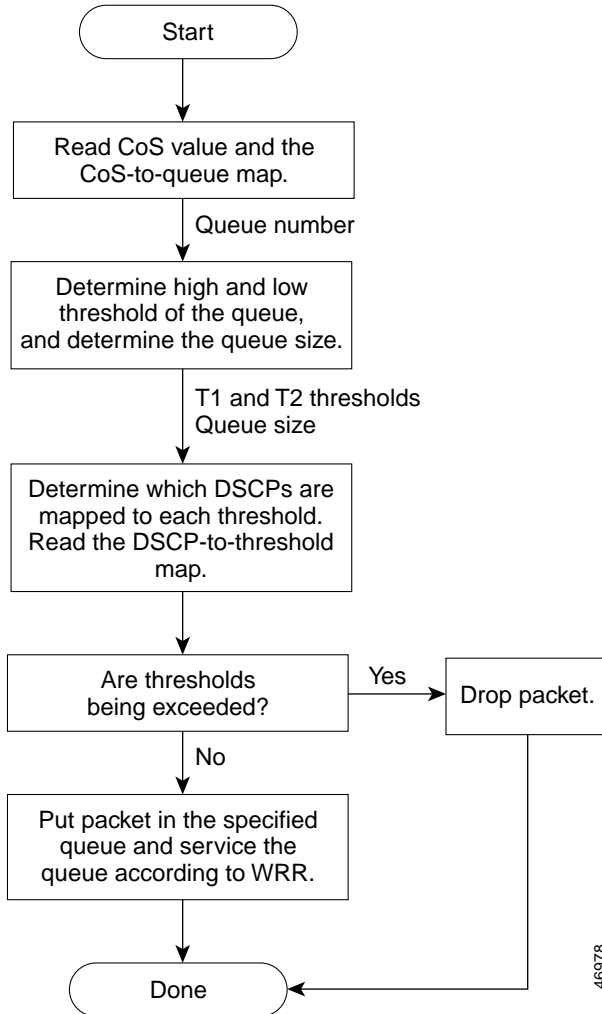 Start
Read CoS value and the
CoS-to-queue map.
Queue number
Determine high and low
threshold of the queue,
and determine the queue size.
T1 and T2 thresholds
Queue size
Determine which DSCPs are
mapped to each threshold.
Read the DSCP-to-threshold
map.
Are thresholds
being exceeded?
Yes
Drop packet.
No
Put packet in the specified
queue and service the
queue according to WRR.
Done
46978